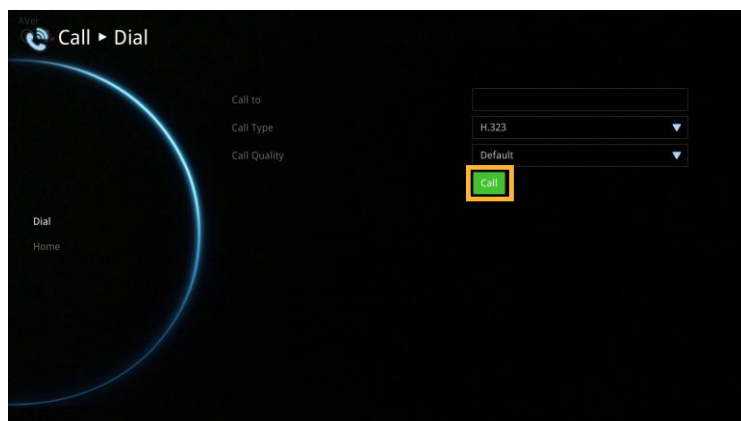 AVer
Call ▸ Dial
Call to
Call Type H.323
Call Quality Default
Call
Dial
Home